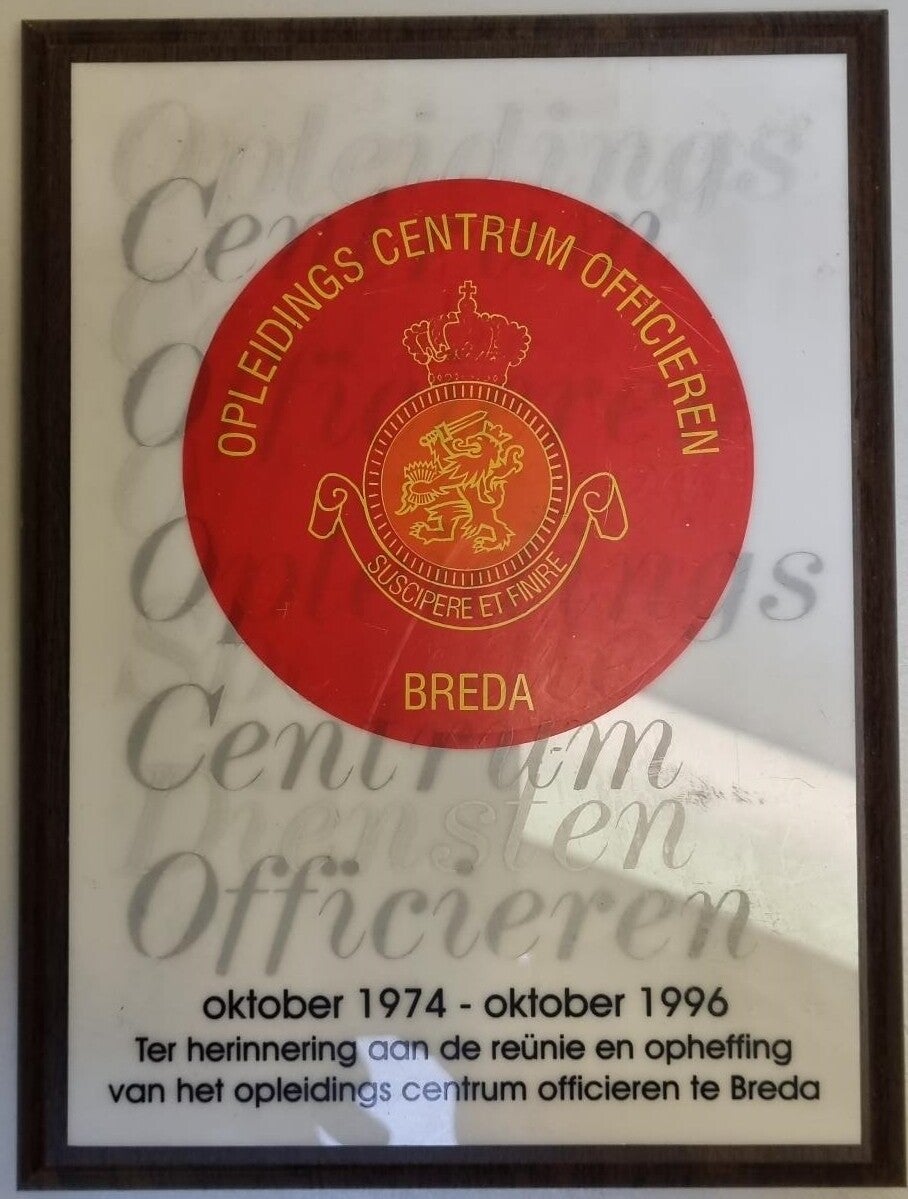 Opleidings
Centrum
Officieren
Opleidings
Centrum
Diensten
Officieren
OPLEIDINGS CENTRUM OFFICIEREN
SUSCIPERE ET FINIRE
BREDA
oktober 1974 - oktober 1996
Ter herinnering aan de reünie en opheffing
van het opleidings centrum officieren te Breda